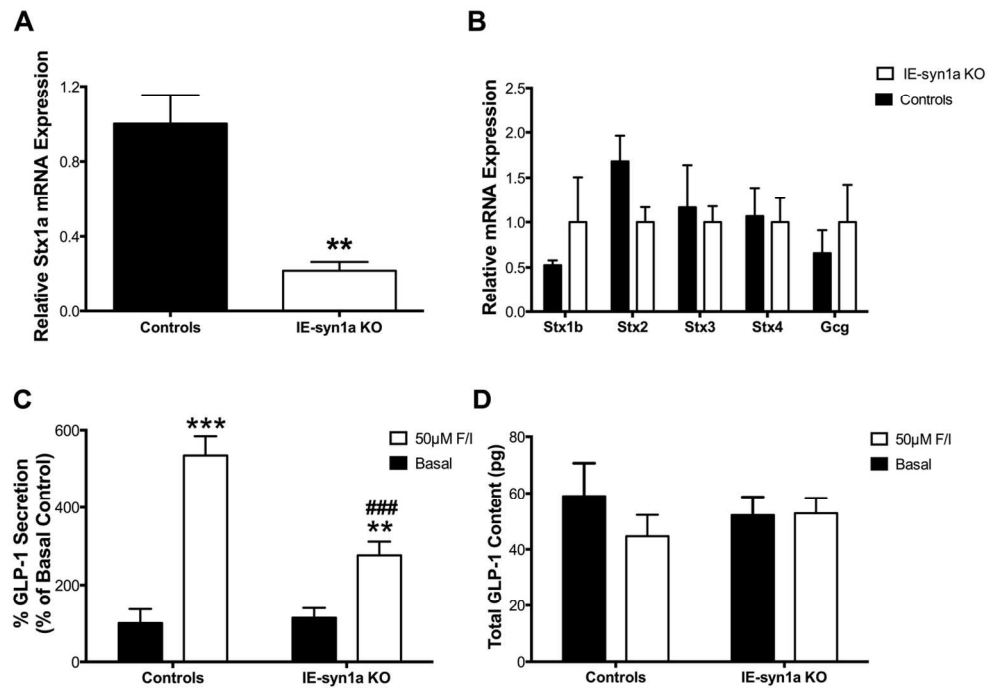 A
Relative Stx1a mRNA Expression
1.2
0.8
0.4
0.0
**
Controls
IE-syn1a KO
B
Relative mRNA Expression
2.5
2.0
1.5
1.0
0.5
0.0
IE-syn1a KO
Controls
Stx1b
Stx2
Stx3
Stx4
Gcg
C
% GLP-1 Secretion
(% of Basal Control)
600
400
200
0
***
###
**
50µM F/I
Basal
Controls
IE-syn1a KO
D
Total GLP-1 Content (pg)
80
60
40
20
0
50µM F/I
Basal
Controls
IE-syn1a KO